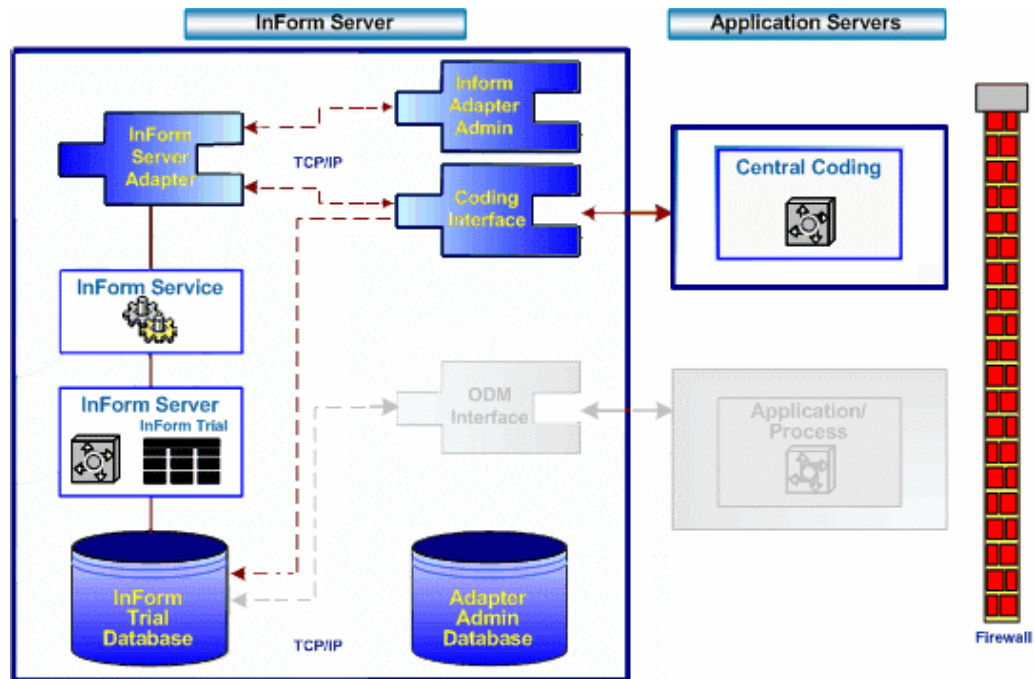 InForm Server
Application Servers
Inform
Adapter
Admin
InForm
Server
Adapter
TCP/IP
Coding
Interface
Central Coding
InForm Service
InForm Server
InForm Trial
ODM
Interface
Application/
Process
InForm
Trial
Database
Adapter
Admin
Database
TCP/IP
Firewall